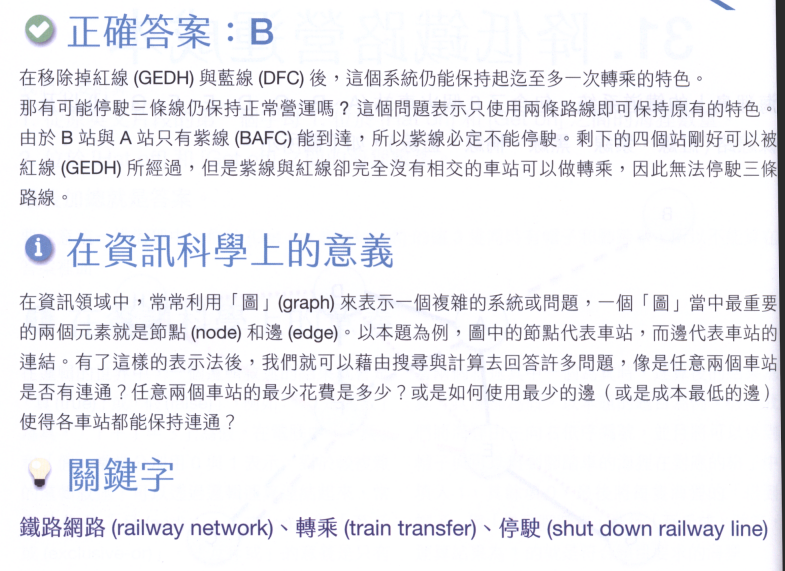 正確答案：B
在移除掉紅線 (GEDH) 與藍線 (DFC) 後，這個系統仍能保持起迄至多一次轉乘的特色。
那有可能停駛三條線仍保持正常營運嗎？這個問題表示只使用兩條路線即可保持原有的特色。
由於 B 站與 A 站只有紫線 (BAFC) 能到達，所以紫線必定不能停駛。剩下的四個站剛好可以被
紅線 (GEDH) 所經過，但是紫線與紅線卻完全沒有相交的車站可以做轉乘，因此無法停駛三條
路線。
在資訊科學上的意義
在資訊領域中，常常利用「圖」(graph) 來表示一個複雜的系統或問題，一個「圖」當中最重要
的兩個元素就是節點 (node) 和邊 (edge)。以本題為例，圖中的節點代表車站，而邊代表車站的
連結。有了這樣的表示法後，我們就可以藉由搜尋與計算去回答許多問題，像是任意兩個車站
是否有連通？任意兩個車站的最少花費是多少？或是如何使用最少的邊（或是成本最低的邊）
使得各車站都能保持連通？
關鍵字
鐵路網路 (railway network)、轉乘 (train transfer)、停駛 (shut down railway line)